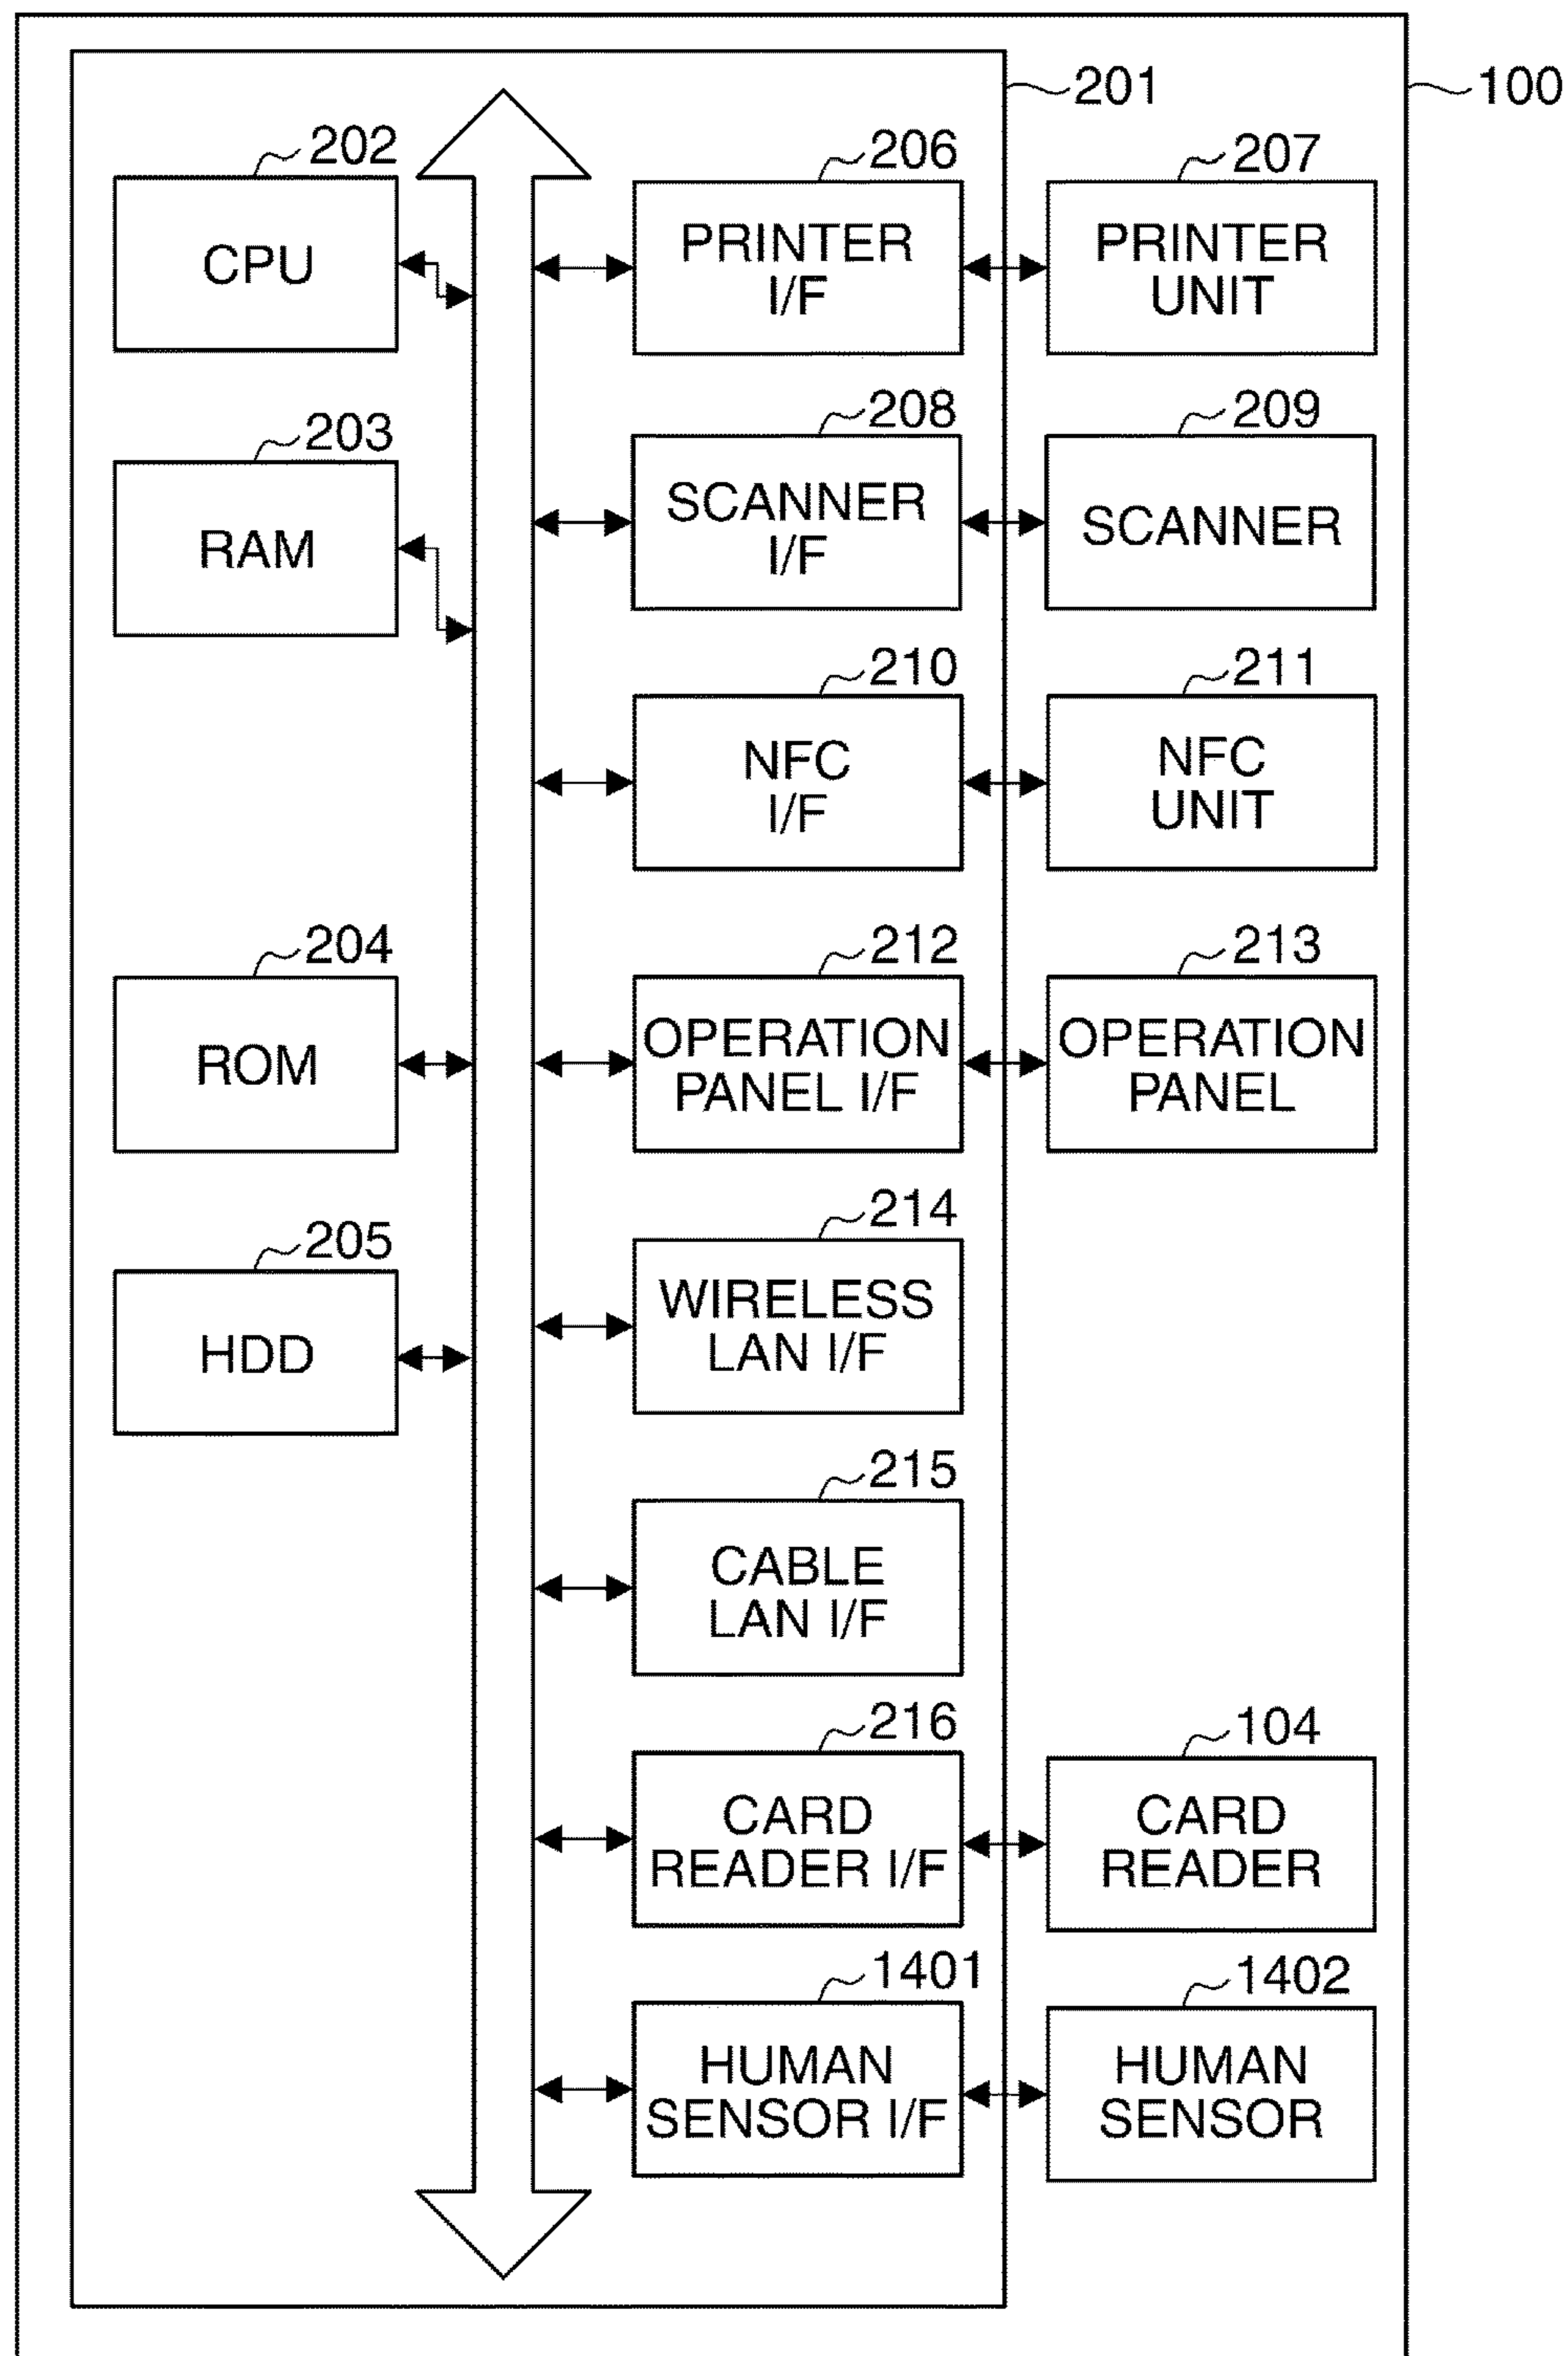 201
100
202
CPU
206
PRINTER
I/F
207
PRINTER
UNIT
203
RAM
208
SCANNER
I/F
209
SCANNER
210
NFC
I/F
211
NFC
UNIT
204
ROM
212
OPERATION
PANEL I/F
213
OPERATION
PANEL
205
HDD
214
WIRELESS
LAN I/F
215
CABLE
LAN I/F
216
CARD
READER I/F
104
CARD
READER
1401
HUMAN
SENSOR I/F
1402
HUMAN
SENSOR